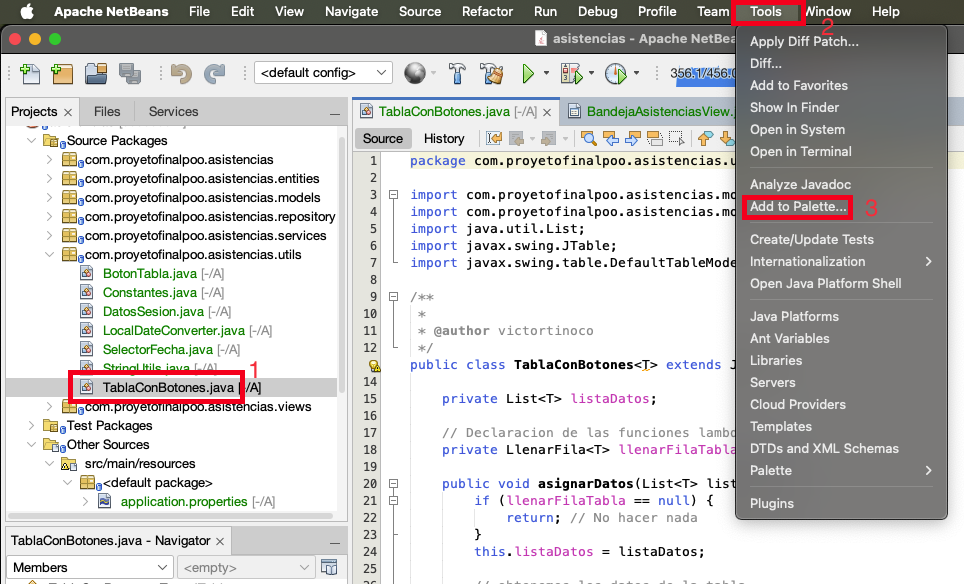 Apache NetBeans File Edit View Navigate Source Refactor Run Debug Profile Team Tools Window Help
2
asistencias - Apache NetBea
<default config> 356.1/456.0
Apply Diff Patch...
Diff...
Add to Favorites
Show In Finder
Open in System
Open in Terminal
Analyze Javadoc
Add to Palette... 3
Create/Update Tests
Internationalization
Open Java Platform Shell
Java Platforms
Ant Variables
Libraries
Servers
Cloud Providers
Templates
DTDs and XML Schemas
Palette
Plugins
Projects × Files Services
Source Packages
com.proyetofinalpoo.asistencias
com.proyetofinalpoo.asistencias.entities
com.proyetofinalpoo.asistencias.models
com.proyetofinalpoo.asistencias.repository
com.proyetofinalpoo.asistencias.services
com.proyetofinalpoo.asistencias.utils
BotonTabla.java [-/A]
Constantes.java [-/A]
DatosSesion.java [-/A]
LocalDateConverter.java [-/A]
SelectorFecha.java [-/A]
StringUtils.java [-/A] 1
TablaConBotones.java [-/A]
com.proyetofinalpoo.asistencias.views
Test Packages
Other Sources
src/main/resources
<default package>
application.properties [-/A]
TablaConBotones.java - Navigator ×
Members <empty>
TablaConBotones.java [-/A] × BandejaAsistenciasView.
Source History
1 package com.proyetofinalpoo.asistencias.u
2
3 import com.proyetofinalpoo.asistencias.mo
4 import com.proyetofinalpoo.asistencias.mo
5 import java.util.List;
6 import javax.swing.JTable;
7 import javax.swing.table.DefaultTableMode
8
9 /**
10 *
11 * @author victortinoco
12 */
public class TablaConBotones<T> extends J
14
15 private List<T> listaDatos;
16
17 // Declaracion de las funciones lambd
18 private LlenarFila<T> llenarFilaTabla
19
20 public void asignarDatos(List<T> list
21 if (llenarFilaTabla == null) {
22 return; // No hacer nada
23 }
24 this.listaDatos = listaDatos;
25